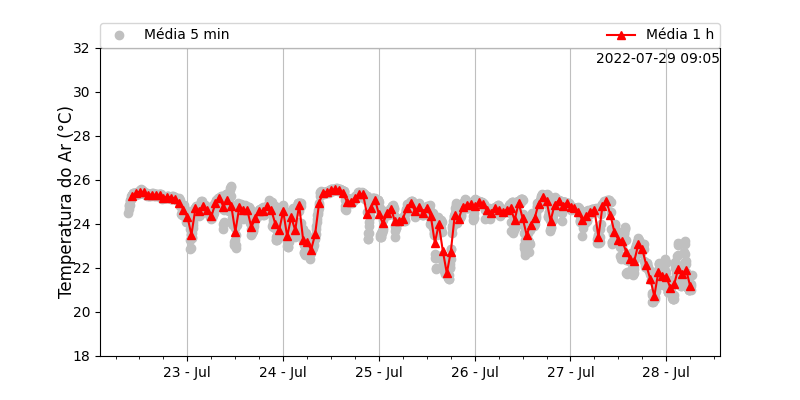 Média 5 min
Média 1 h
2022-07-29 09:05
Temperatura do Ar (°C)
32
30
28
26
24
22
20
18
23 - Jul
24 - Jul
25 - Jul
26 - Jul
27 - Jul
28 - Jul